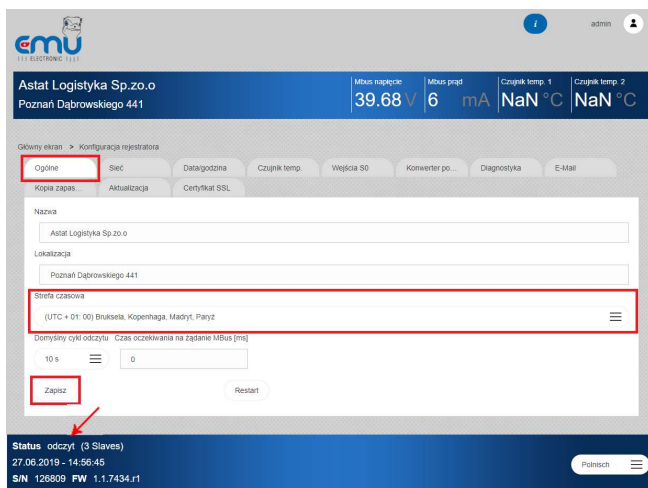 emu
ELECTRONIC
i
admin
Astat Logistyka Sp.zo.o
Poznań Dąbrowskiego 441
Mbus napięcie
39.68 V
Mbus prąd
6 mA
Czujnik temp. 1
NaN °C
Czujnik temp. 2
NaN °C
Główny ekran > Konfiguracja rejestratora
Ogólne Sieć Data/godzina Czujnik temp. Wejścia S0 Konwerter po... Diagnostyka E-Mail
Kopia zapas... Aktualizacja Certyfikat SSL
Nazwa
Astat Logistyka Sp.zo.o
Lokalizacja
Poznań Dąbrowskiego 441
Strefa czasowa
(UTC + 01: 00) Bruksela, Kopenhaga, Madryt, Paryż
Domyślny cykl odczytu Czas oczekiwania na żądanie MBus [ms]
10 s 0
Zapisz Restart
Status odczyt (3 Slaves)
27.06.2019 - 14:56:45
S/N 126809 FW 1.1.7434.r1
Polnisch